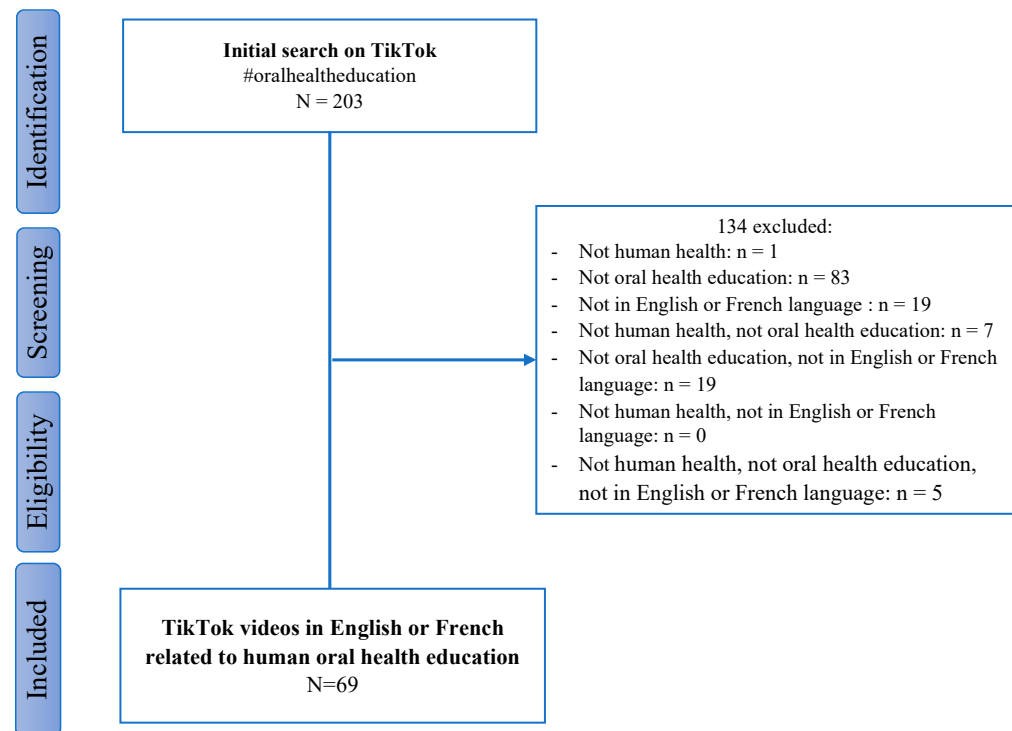 Identification
Initial search on TikTok
#oralhealtheducation
N = 203
Screening
134 excluded:
- Not human health: n = 1
- Not oral health education: n = 83
- Not in English or French language : n = 19
- Not human health, not oral health education: n = 7
- Not oral health education, not in English or French
language: n = 19
- Not human health, not in English or French
language: n = 0
- Not human health, not oral health education,
not in English or French language: n = 5
Eligibility
Included
TikTok videos in English or French
related to human oral health education
N=69